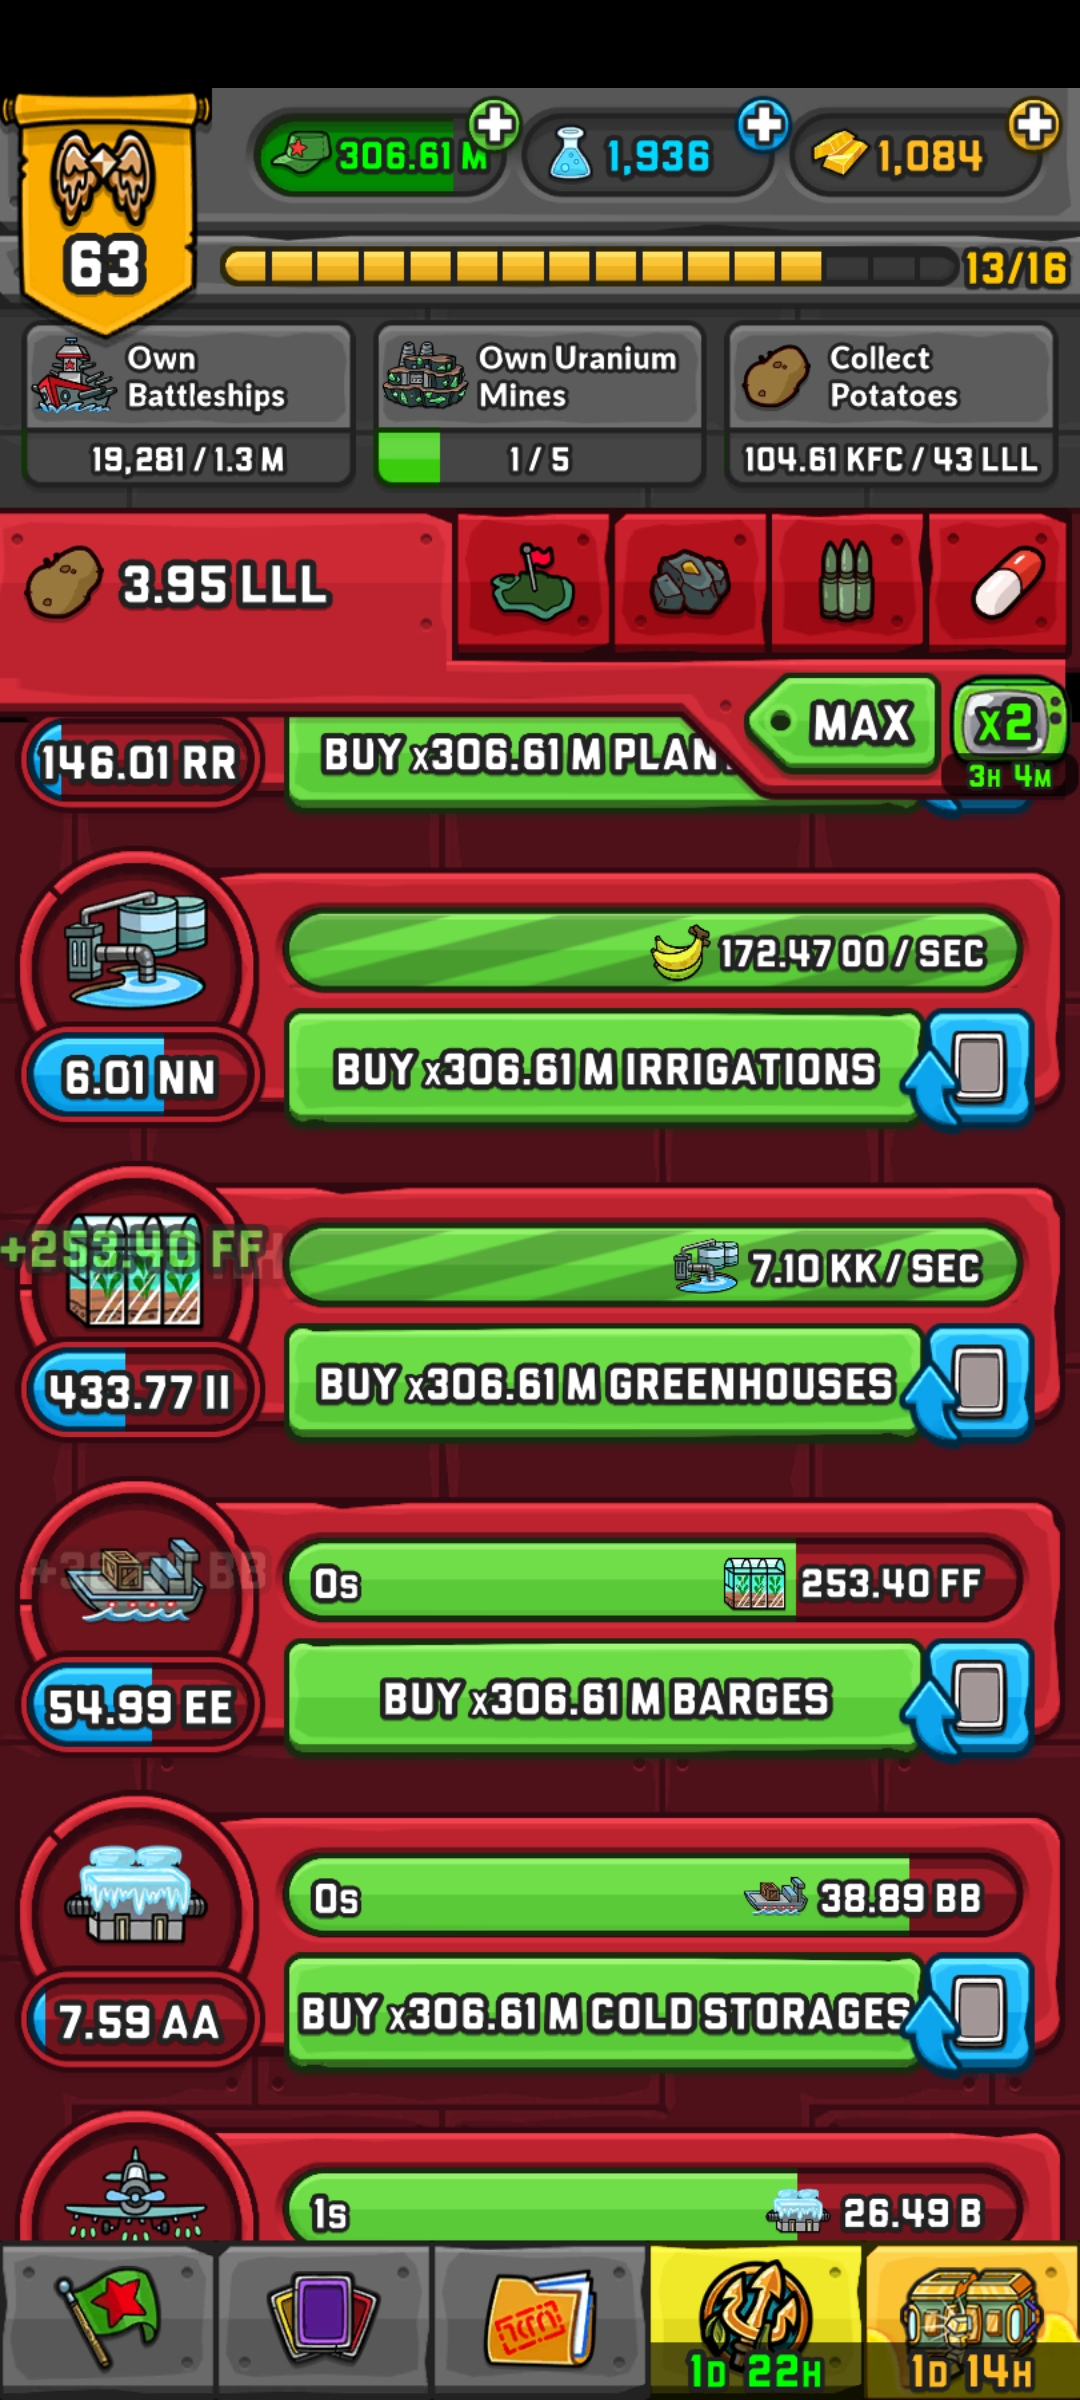 306.61 M
1,936
1,084
63
13/16
Own
Battleships
19,281 / 1.3 M
Own Uranium
Mines
1 / 5
Collect
Potatoes
104.61 KFC / 43 LLL
3.95 LLL
MAX
x2
3H 4M
146.01 RR
BUY x306.61 M PLAN
172.47 OO / SEC
6.01 NN
BUY x306.61 M IRRIGATIONS
+253.40 FF
7.10 KK / SEC
433.77 II
BUY x306.61 M GREENHOUSES
0s
253.40 FF
54.99 EE
BUY x306.61 M BARGES
0s
38.89 BB
7.59 AA
BUY x306.61 M COLD STORAGES
1s
26.49 B
1D 22H
1D 14H